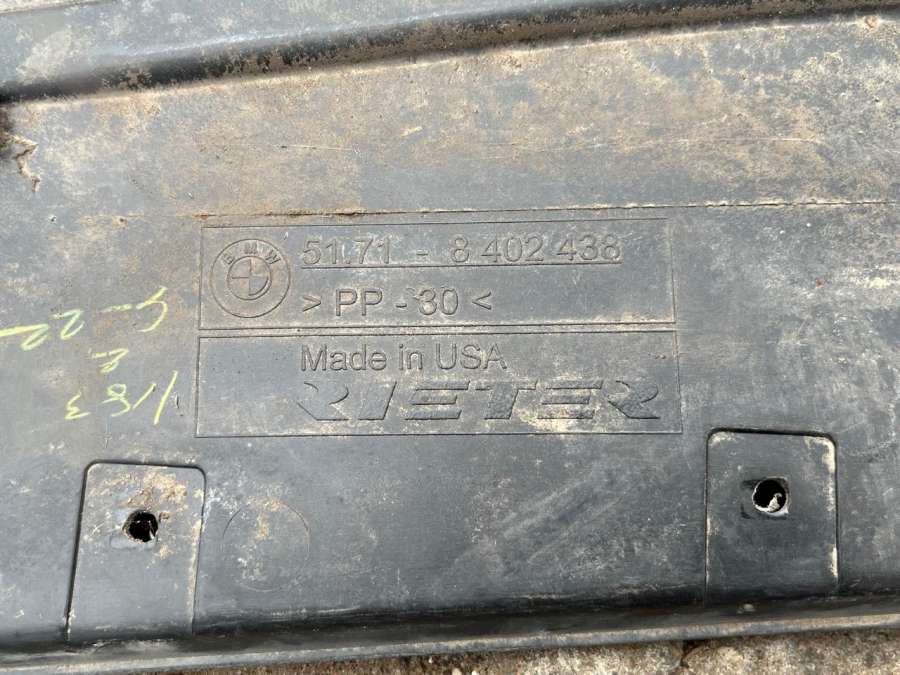 BMW
51.71 - 8 402 438
> PP - 30 <
Made in USA
RIETER